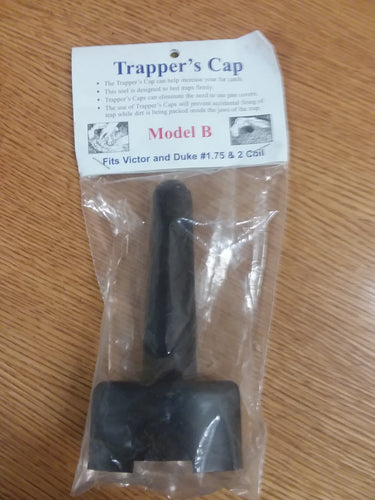 Trapper's Cap
• The Trapper's Cap can help increase your fur catch.
• This tool is designed to bed traps firmly.
• Trapper's Caps can eliminate the need to use pan covers.
• The use of Trapper's Caps will prevent accidental firing of
trap while dirt is being packed inside the jaws of the trap.
Model B
Fits Victor and Duke #1.75 & 2 Coil